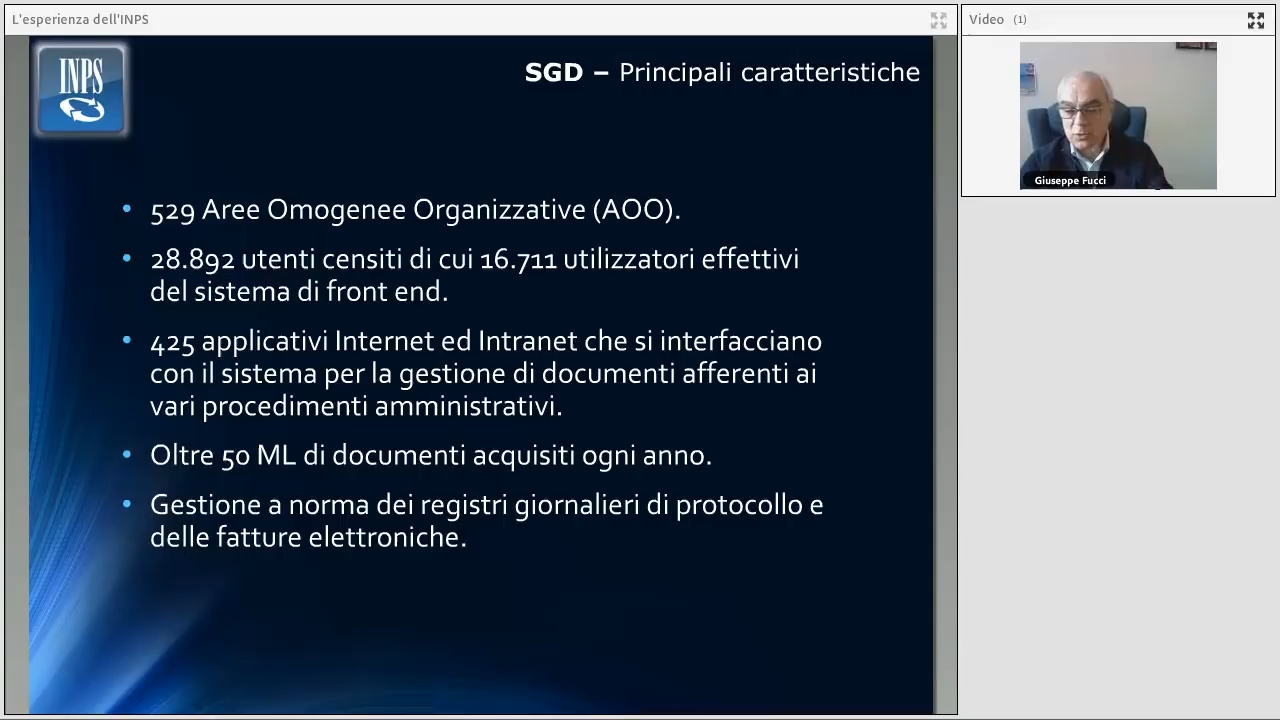 L'esperienza dell'INPS
Video (1)
INPS
SGD – Principali caratteristiche
Giuseppe Fucci
• 529 Aree Omogenee Organizzative (AOO).
• 28.892 utenti censiti di cui 16.711 utilizzatori effettivi
del sistema di front end.
• 425 applicativi Internet ed Intranet che si interfacciano
con il sistema per la gestione di documenti afferenti ai
vari procedimenti amministrativi.
• Oltre 50 ML di documenti acquisiti ogni anno.
• Gestione a norma dei registri giornalieri di protocollo e
delle fatture elettroniche.